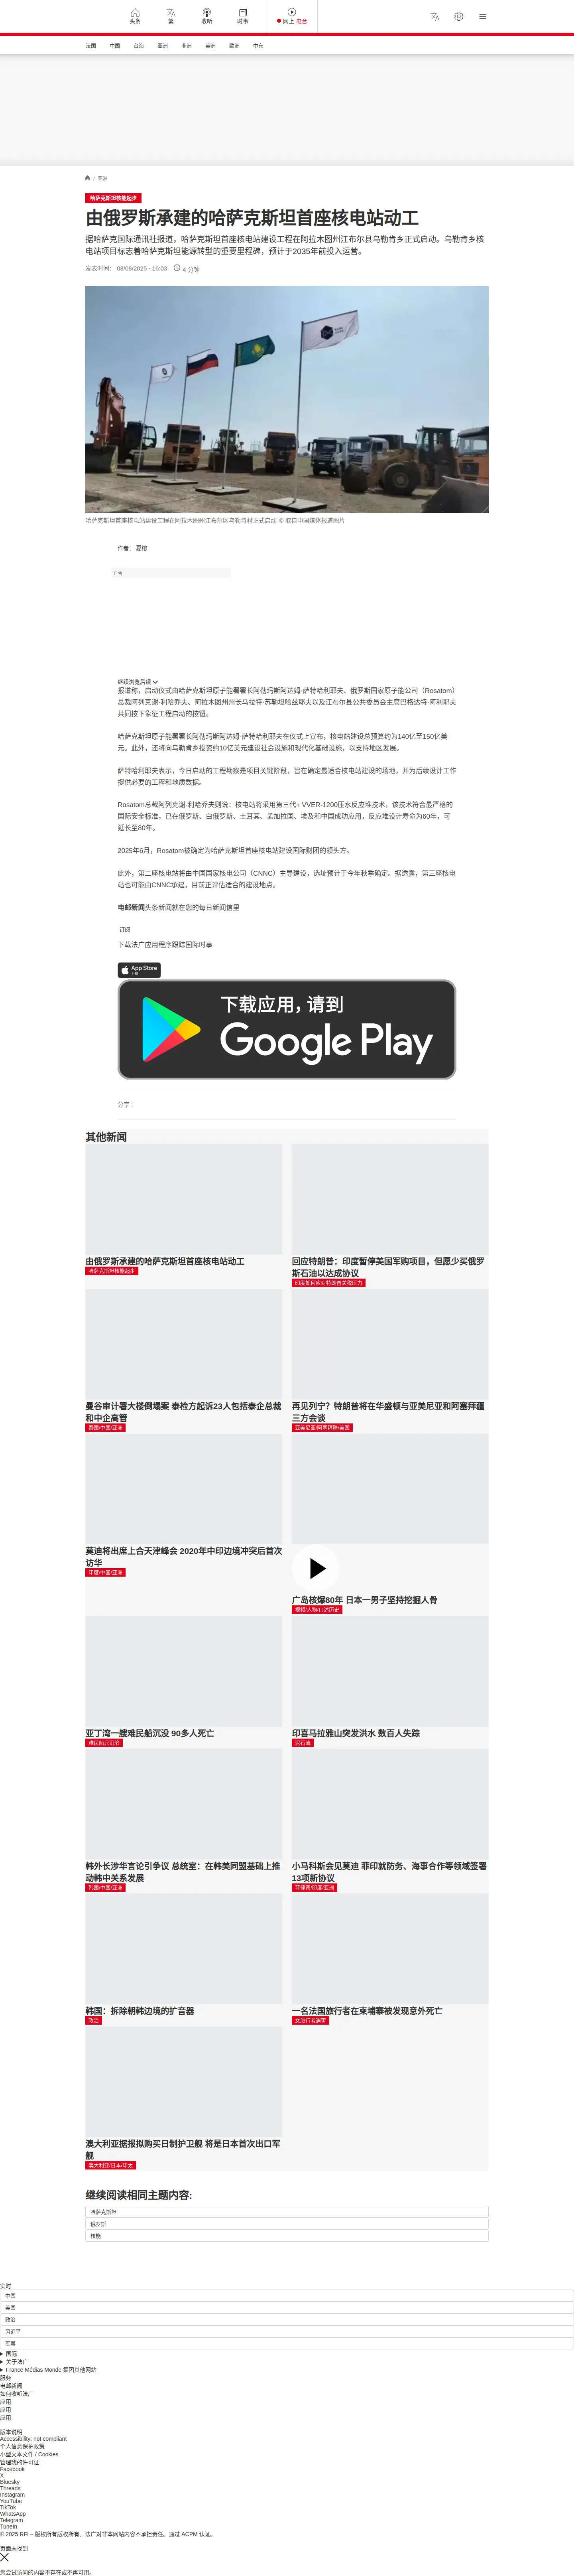 头条
繁
收听
时事
网上 电台
法国
中国
台海
亚洲
非洲
美洲
欧洲
中东
/ 亚洲
哈萨克斯坦核能起步
由俄罗斯承建的哈萨克斯坦首座核电站动工
据哈萨克国际通讯社报道，哈萨克斯坦首座核电站建设工程在阿拉木图州江布尔县乌勒肯乡正式启动。乌勒肯乡核
电站项目标志着哈萨克斯坦能源转型的重要里程碑，预计于2035年前投入运营。
发表时间： 08/08/2025 - 16:03 4 分钟
哈萨克斯坦首座核电站建设工程在阿拉木图州江布尔区乌勒肯村正式启动 © 取自中国媒体报道图片
作者： 夏榕
广告
继续浏览后续
报道称，启动仪式由哈萨克斯坦原子能署署长阿勒玛斯阿达姆·萨特哈利耶夫、俄罗斯国家原子能公司（Rosatom）
总裁阿列克谢·利哈乔夫、阿拉木图州州长马拉特·苏勒坦哈兹耶夫以及江布尔县公共委员会主席巴格达特·阿利耶夫
共同按下象征工程启动的按钮。
哈萨克斯坦原子能署署长阿勒玛斯阿达姆·萨特哈利耶夫在仪式上宣布，核电站建设总预算约为140亿至150亿美
元。此外，还将向乌勒肯乡投资约10亿美元建设社会设施和现代化基础设施，以支持地区发展。
萨特哈利耶夫表示，今日启动的工程勘察是项目关键阶段，旨在确定最适合核电站建设的场地，并为后续设计工作
提供必要的工程和地质数据。
Rosatom总裁阿列克谢·利哈乔夫则说：核电站将采用第三代+ VVER-1200压水反应堆技术，该技术符合最严格的
国际安全标准，已在俄罗斯、白俄罗斯、土耳其、孟加拉国、埃及和中国成功应用，反应堆设计寿命为60年，可
延长至80年。
2025年6月，Rosatom被确定为哈萨克斯坦首座核电站建设国际财团的领头方。
此外，第二座核电站将由中国国家核电公司（CNNC）主导建设，选址预计于今年秋季确定。据透露，第三座核电
站也可能由CNNC承建，目前正评估适合的建设地点。
电邮新闻头条新闻就在您的每日新闻信里
订阅
下载法广应用程序跟踪国际时事
App Store
下载
下载应用，请到
Google Play
分享 :
其他新闻
由俄罗斯承建的哈萨克斯坦首座核电站动工
哈萨克斯坦核能起步
回应特朗普：印度暂停美国军购项目，但愿少买俄罗
斯石油以达成协议
印度如何应对特朗普关税压力
曼谷审计署大楼倒塌案 泰检方起诉23人包括泰企总裁
和中企高管
泰国/中国/亚洲
再见列宁？特朗普将在华盛顿与亚美尼亚和阿塞拜疆
三方会谈
亚美尼亚/阿塞拜疆/美国
莫迪将出席上合天津峰会 2020年中印边境冲突后首次
访华
印度/中国/亚洲
广岛核爆80年 日本一男子坚持挖掘人骨
视频/人物/口述历史
亚丁湾一艘难民船沉没 90多人死亡
难民船只沉陷
印喜马拉雅山突发洪水 数百人失踪
泥石流
韩外长涉华言论引争议 总统室：在韩美同盟基础上推
动韩中关系发展
韩国/中国/亚洲
小马科斯会见莫迪 菲印就防务、海事合作等领域签署
13项新协议
菲律宾/印度/亚洲
韩国：拆除朝韩边境的扩音器
政治
一名法国旅行者在柬埔寨被发现意外死亡
女旅行者遇害
澳大利亚据报拟购买日制护卫舰 将是日本首次出口军
舰
澳大利亚/日本/印太
继续阅读相同主题内容:
哈萨克斯坦
俄罗斯
核能
实时
中国
美国
政治
习近平
军事
国际
关于法广
France Médias Monde 集团其他网站
服务
电邮新闻
如何收听法广
应用
应用
应用
版本说明
Accessibility: not compliant
个人信息保护政策
小型文本文件 / Cookies
管理我的许可证
Facebook
X
Bluesky
Threads
Instagram
YouTube
TikTok
WhatsApp
Telegram
TuneIn
© 2025 RFI – 版权所有版权所有。法广对非本网站内容不承担责任。通过 ACPM 认证。
页面未找到
您尝试访问的内容不存在或不再可用。